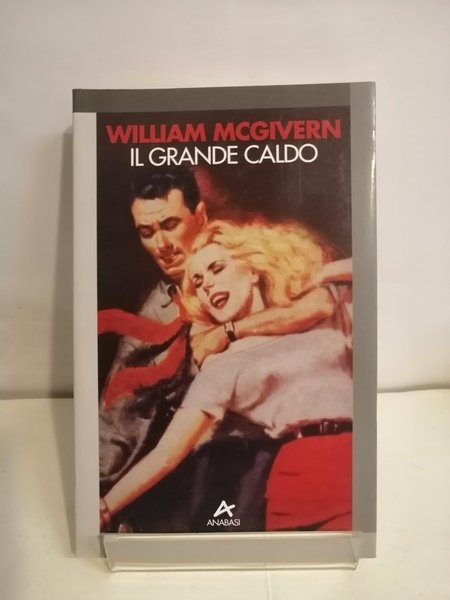 WILLIAM MCGIVERN
IL GRANDE CALDO
ANABASI